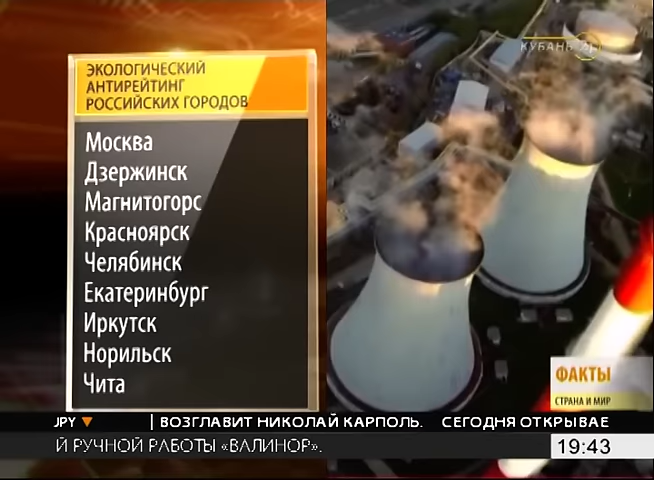 ЭКОЛОГИЧЕСКИЙ
АНТИРЕЙТИНГ
РОССИЙСКИХ ГОРОДОВ
Москва
Дзержинск
Магнитогорс
Красноярск
Челябинск
Екатеринбург
Иркутск
Норильск
Чита
КУБАНЬ
ФАКТЫ
СТРАНА И МИР
JPY ВОЗГЛАВИТ НИКОЛАЙ КАРПОЛЬ. СЕГОДНЯ ОТКРЫВАЕ
Й РУЧНОЙ РАБОТЫ «ВАЛИНОР».
19:43